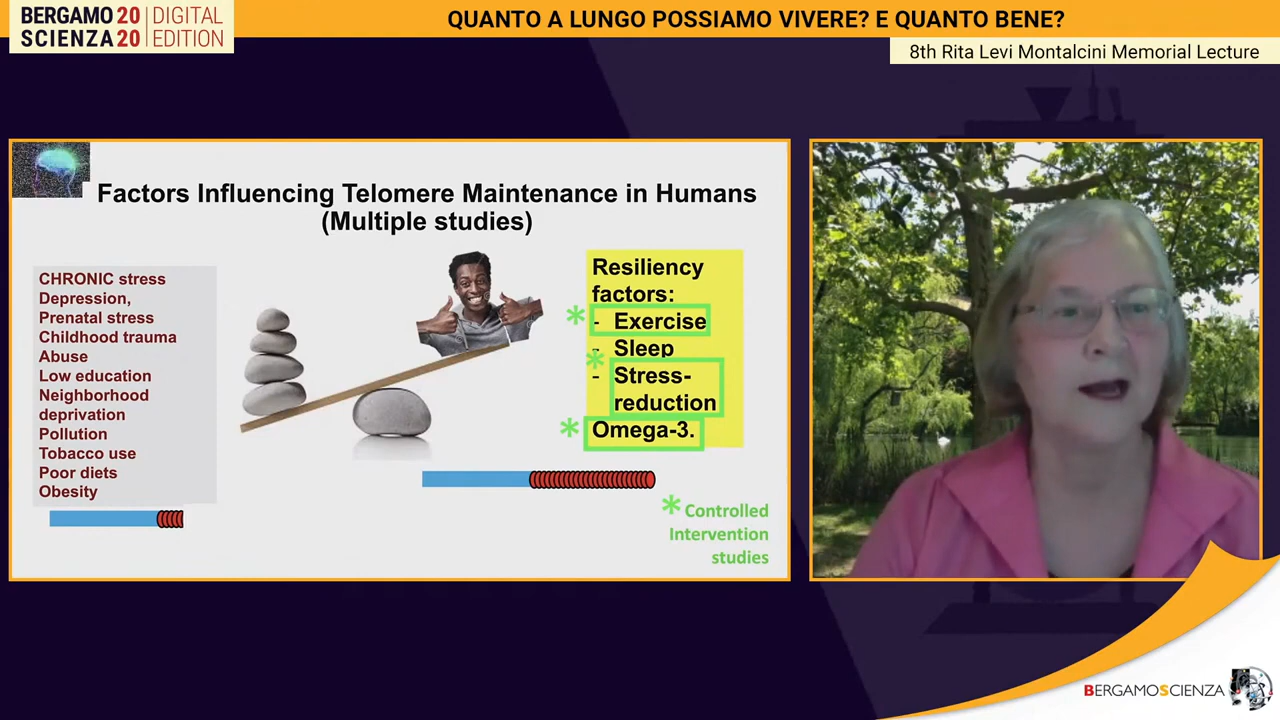 BERGAMO 20 DIGITAL
SCIENZA 20 EDITION
QUANTO A LUNGO POSSIAMO VIVERE? E QUANTO BENE?
8th Rita Levi Montalcini Memorial Lecture
Factors Influencing Telomere Maintenance in Humans
(Multiple studies)
CHRONIC stress
Depression,
Prenatal stress
Childhood trauma
Abuse
Low education
Neighborhood
deprivation
Pollution
Tobacco use
Poor diets
Obesity
Resiliency
factors:
* - Exercise
- Sleep
* - Stress-
reduction
* Omega-3.
* Controlled
Intervention
studies
BERGAMOSCIENZA